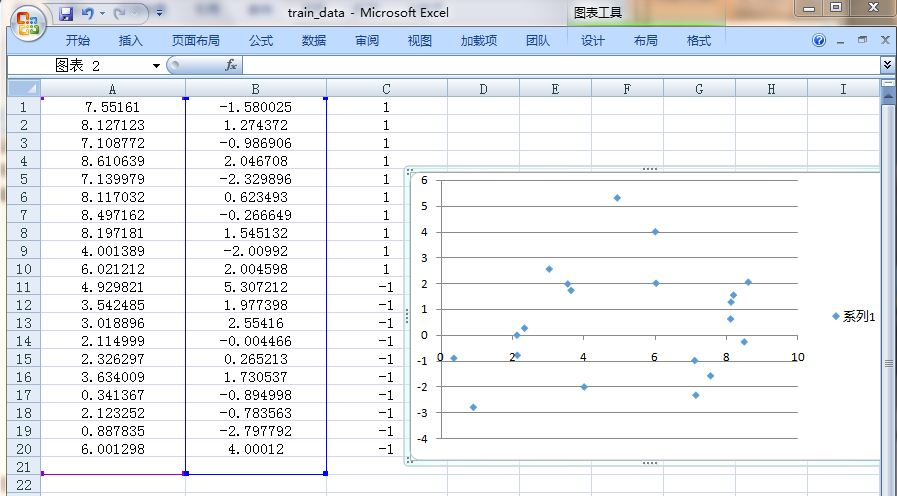 train_data - Microsoft Excel
图表工具
开始 插入 页面布局 公式 数据 审阅 视图 加载项 团队 设计 布局 格式
图表 2 fx
A B C D E F G H I
1 7.55161 -1.580025 1
2 8.127123 1.274372 1
3 7.108772 -0.986906 1
4 8.610639 2.046708 1
5 7.139979 -2.329896 1
6 8.117032 0.623493 1
7 8.497162 -0.266649 1
8 8.197181 1.545132 1
9 4.001389 -2.00992 1
10 6.021212 2.004598 1
11 4.929821 5.307212 -1
12 3.542485 1.977398 -1
13 3.018896 2.55416 -1
14 2.114999 -0.004466 -1
15 2.326297 0.265213 -1
16 3.634009 1.730537 -1
17 0.341367 -0.894998 -1
18 2.123252 -0.783563 -1
19 0.887835 -2.797792 -1
20 6.001298 4.00012 -1
21
22
6
5
4
3
2
1
0
-1
-2
-3
-4
0 2 4 6 8 10
系列1